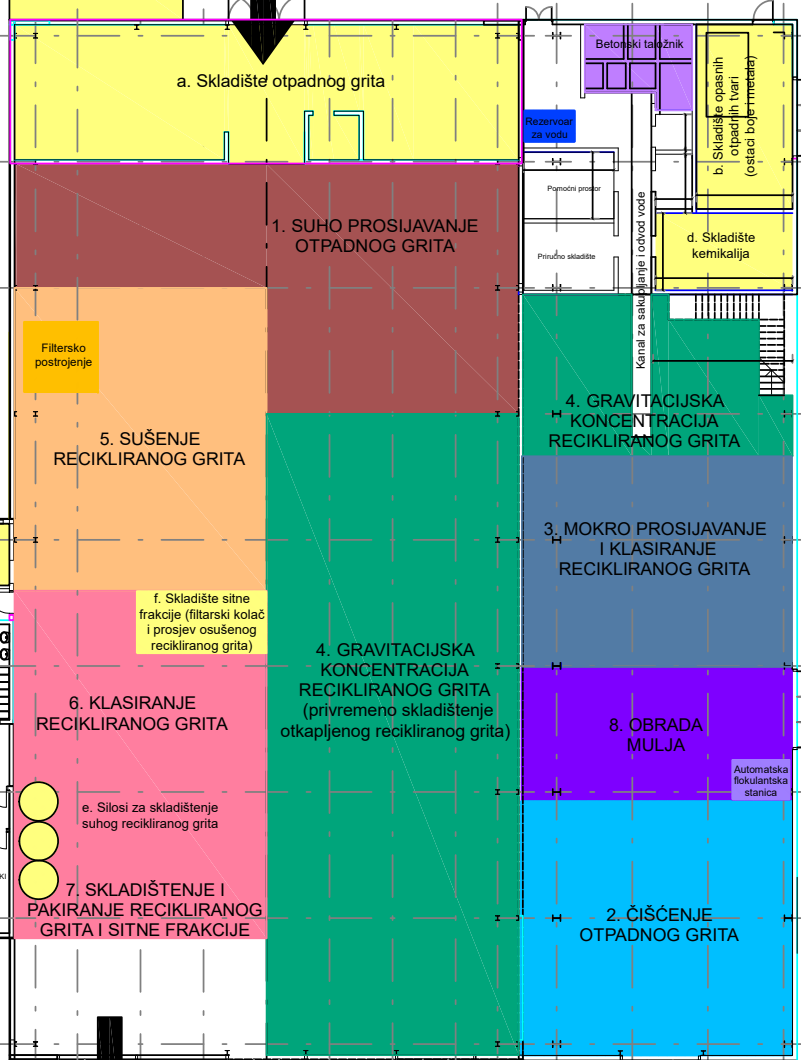 a. Skladište otpadnog grita
Betonski taložnik
b. Skladište opasnih
otpadnih tvari
(ostaci boje i metala)
Rezervoar
za vodu
Pomoćni prostor
Priručno skladište
Kanal za sakupljanje i odvod vode
d. Skladište
kemikalija
1. SUHO PROSIJAVANJE
OTPADNOG GRITA
Filtersko
postrojenje
5. SUŠENJE
RECIKLIRANOG GRITA
4. GRAVITACIJSKA
KONCENTRACIJA
RECIKLIRANOG GRITA
3. MOKRO PROSIJAVANJE
I KLASIRANJE
RECIKLIRANOG GRITA
f. Skladište sitne
frakcije (filtarski kolač
i prosjev osušenog
recikliranog grita)
4. GRAVITACIJSKA
KONCENTRACIJA
RECIKLIRANOG GRITA
(privremeno skladištenje
otkapljenog recikliranog grita)
6. KLASIRANJE
RECIKLIRANOG GRITA
8. OBRADA
MULJA
Automatska
flokulantska
stanica
e. Silosi za skladištenje
suhog recikliranog grita
7. SKLADIŠTENJE I
PAKIRANJE RECIKLIRANOG
GRITA I SITNE FRAKCIJE
2. ČIŠĆENJE
OTPADNOG GRITA